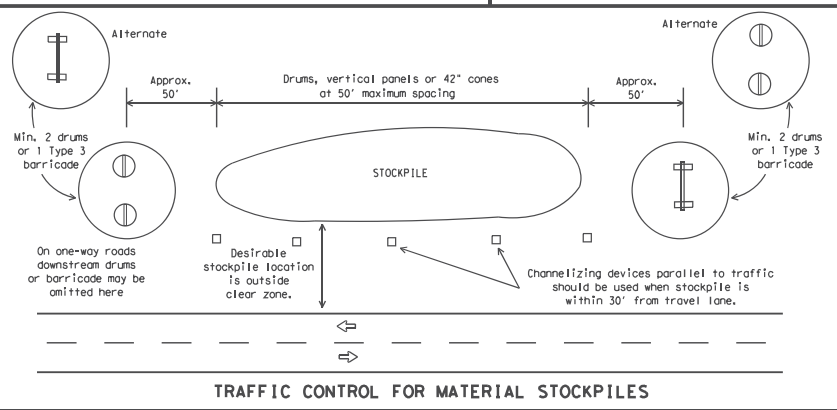 Alternate
Alternate
Approx.
50'
Drums, vertical panels or 42" cones
at 50' maximum spacing
Approx.
50'
Min. 2 drums
or 1 Type 3
barricade
STOCKPILE
Min. 2 drums
or 1 Type 3
barricade
On one-way roads
downstream drums
or barricade may be
omitted here
Desirable
stockpile location
is outside
clear zone.
Channelizing devices parallel to traffic
should be used when stockpile is
within 30' from travel lane.
TRAFFIC CONTROL FOR MATERIAL STOCKPILES